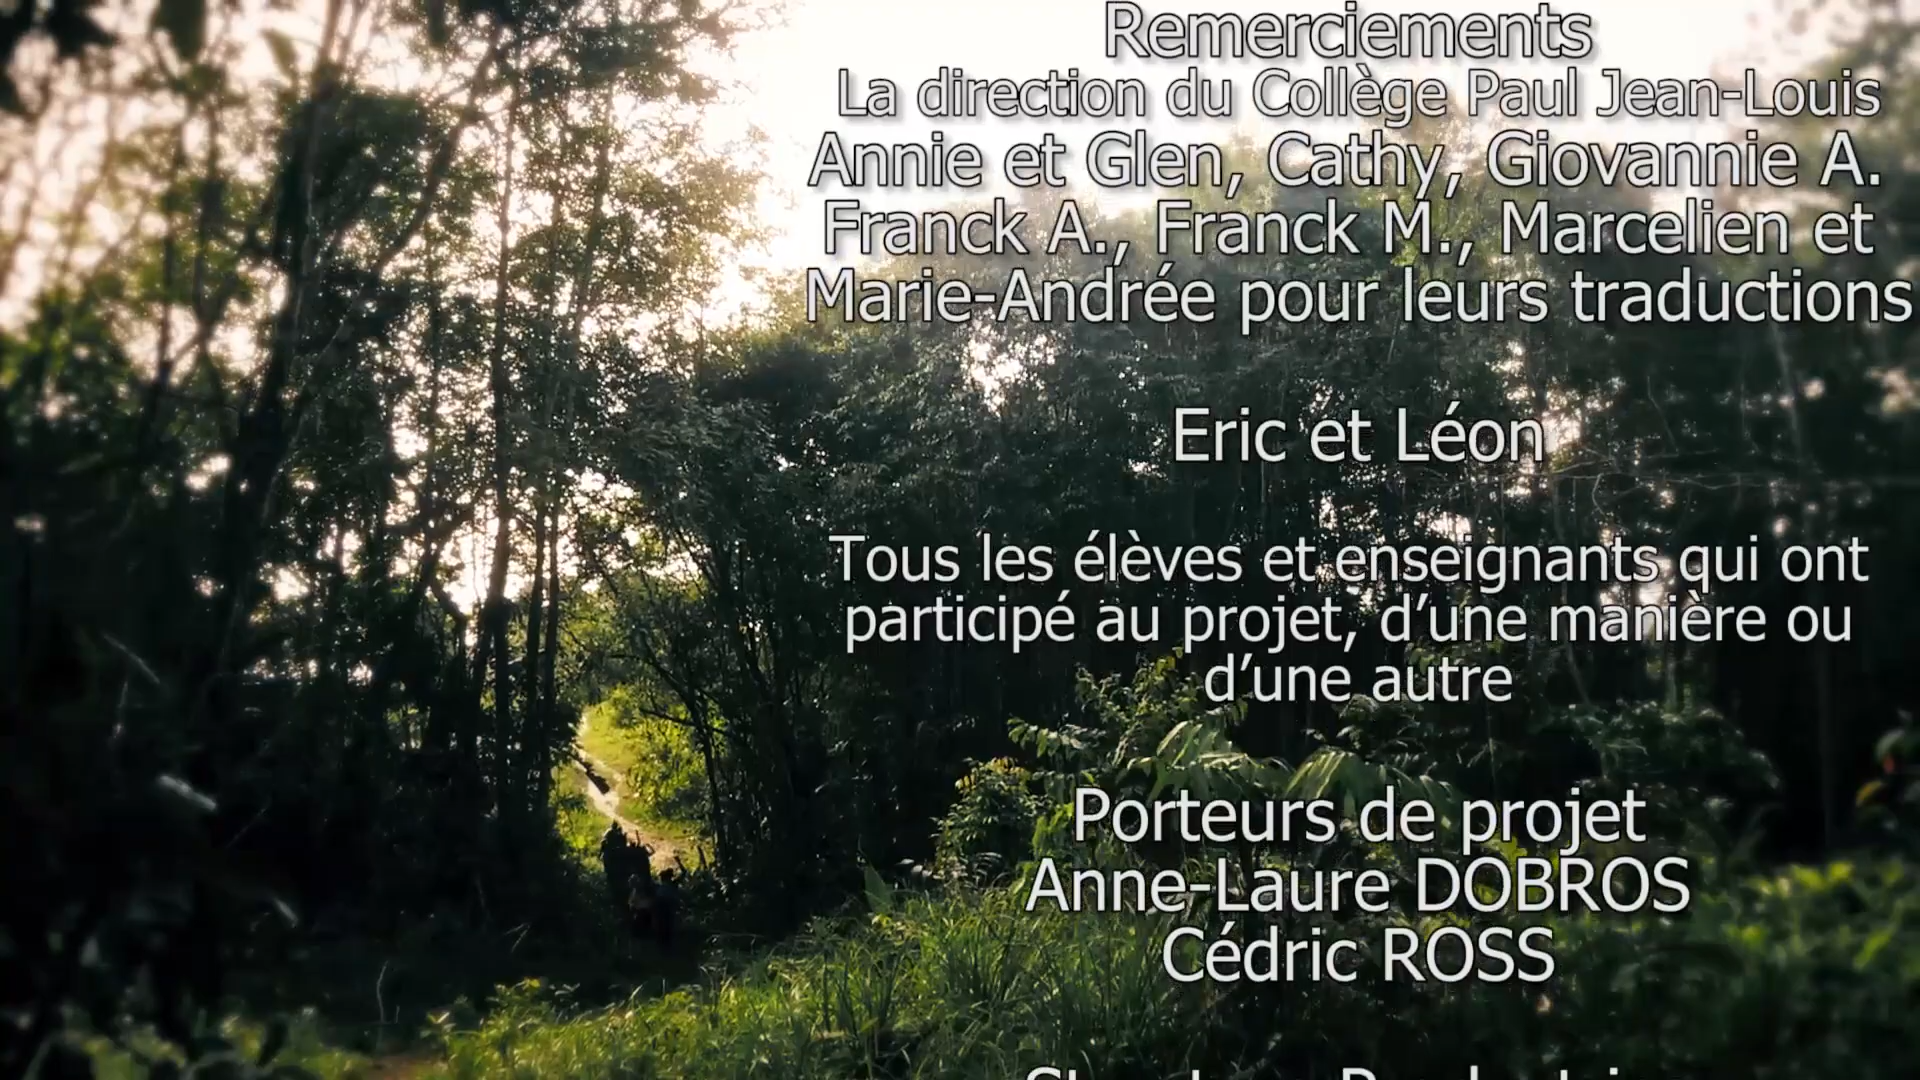 Remerciements
La direction du Collège Paul Jean-Louis
Annie et Glen, Cathy, Giovannie A.
Franck A., Franck M., Marcelien et
Marie-Andrée pour leurs traductions
Eric et Léon
Tous les élèves et enseignants qui ont
participé au projet, d’une manière ou
d’une autre
Porteurs de projet
Anne-Laure DOBROS
Cédric ROSS